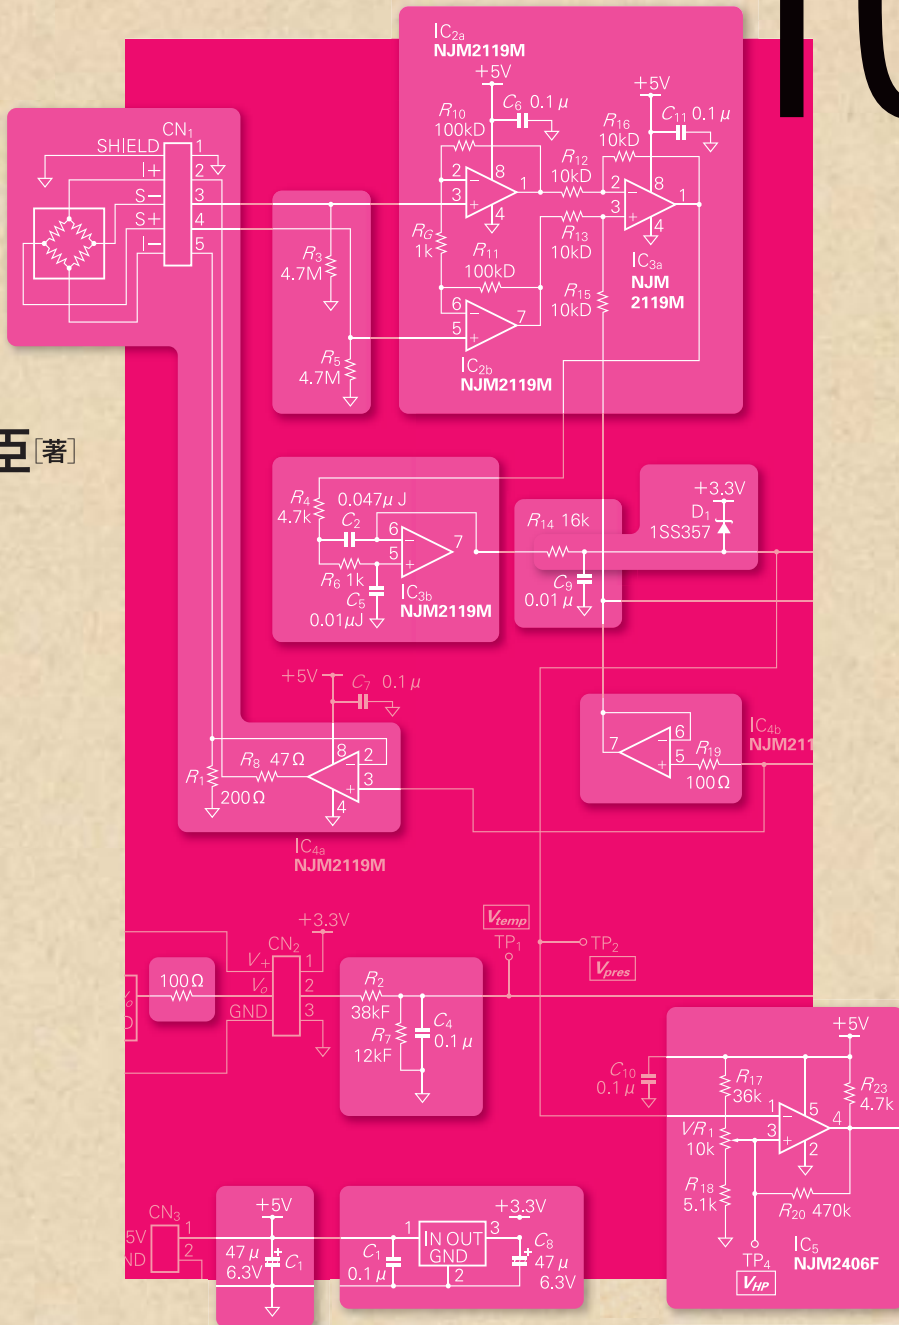 10
臣[著]
IC2a
NJM2119M
+5V
R10
100kD
C6 0.1μ
2
3
8
4
1
RG
1k
R11
100kD
6
5
7
IC2b
NJM2119M
R12
10kD
R13
10kD
R15
10kD
R16
10kD
+5V
C11 0.1μ
2
3
8
4
1
IC3a
NJM
2119M
CN1
SHIELD
I+
S−
S+
I−
1
2
3
4
5
R3
4.7M
R5
4.7M
R4
4.7k
0.047μJ
C2
R6 1k
C5
0.01μJ
6
5
7
IC3b
NJM2119M
R14 16k
C9
0.01μ
+3.3V
D1
1SS357
+5V
C7 0.1μ
R1
200Ω
R8 47Ω
8
2
3
4
IC4a
NJM2119M
7
6
5
R19
100Ω
IC4b
NJM211
Vtemp
TP1
TP2
Vpres
+3.3V
CN2
V+
Vo
GND
1
2
3
100Ω
Vo
D
R2
38kF
R7
12kF
C4
0.1μ
C10
0.1μ
+5V
R17
36k
VR1
10k
R18
5.1k
1
3
5
4
2
R23
4.7k
R20 470k
TP4
VHP
IC5
NJM2406F
CN3
5V
ND
1
2
+5V
47μ
6.3V
C1
C1
0.1μ
1
IN OUT
GND
3
2
+3.3V
C8
47μ
6.3V